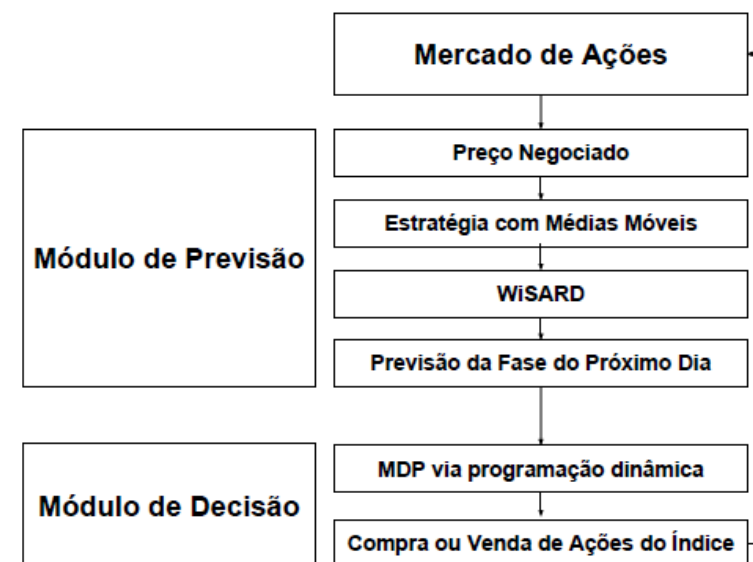 Mercado de Ações
Preço Negociado
Estratégia com Médias Móveis
Módulo de Previsão
WiSARD
Previsão da Fase do Próximo Dia
MDP via programação dinâmica
Módulo de Decisão
Compra ou Venda de Ações do Índice